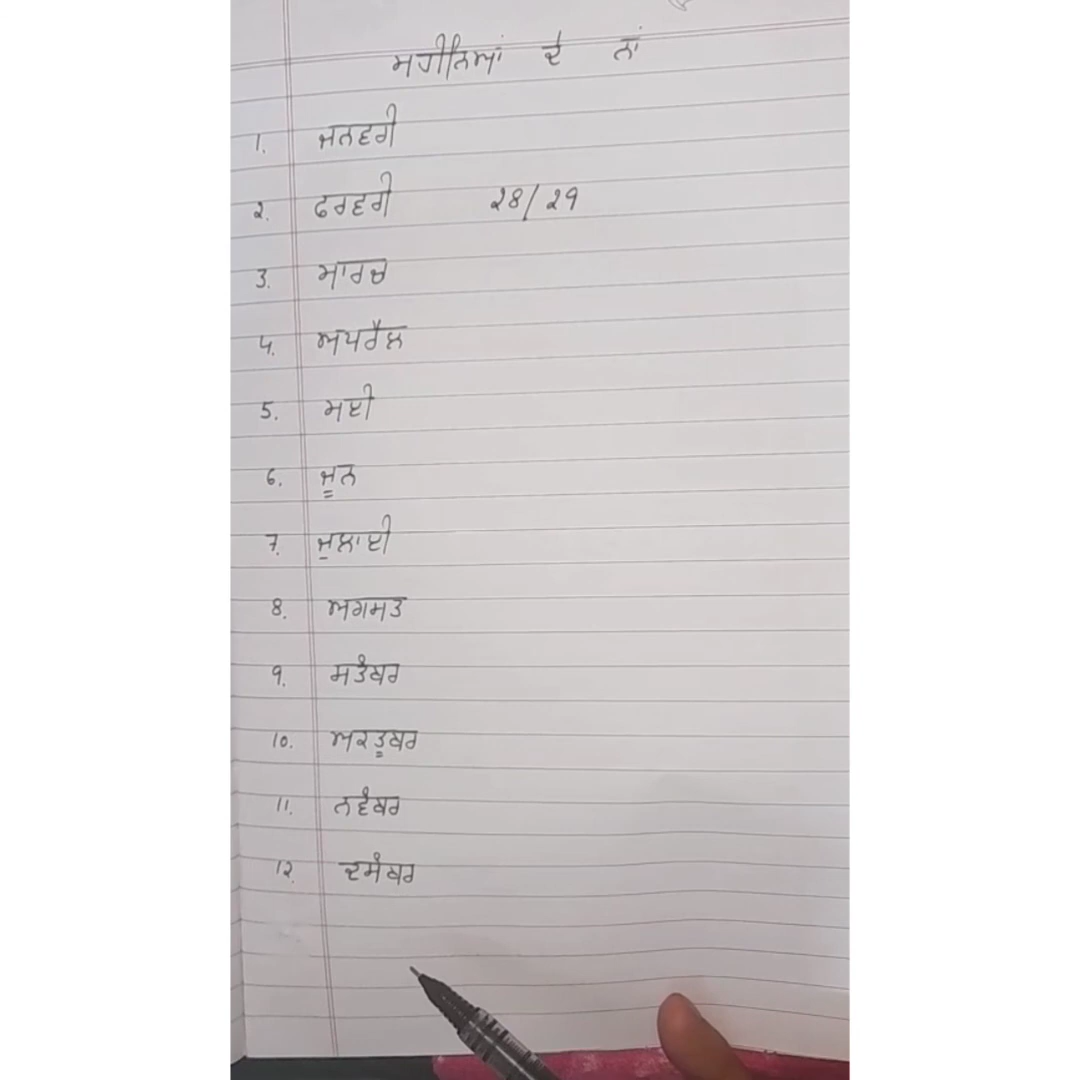 ਮਹੀਨਿਆਂ ਦੇ ਨਾਂ
1. ਜਨਵਰੀ
2. ਫਰਵਰੀ 28/29
3. ਮਾਰਚ
4. ਅਪਰੈਲ
5. ਮਈ
6. ਜੂਨ
7. ਜੁਲਾਈ
8. ਅਗਸਤ
9. ਸਤੰਬਰ
10. ਅਕਤੂਬਰ
11. ਨਵੰਬਰ
12. ਦਸੰਬਰ